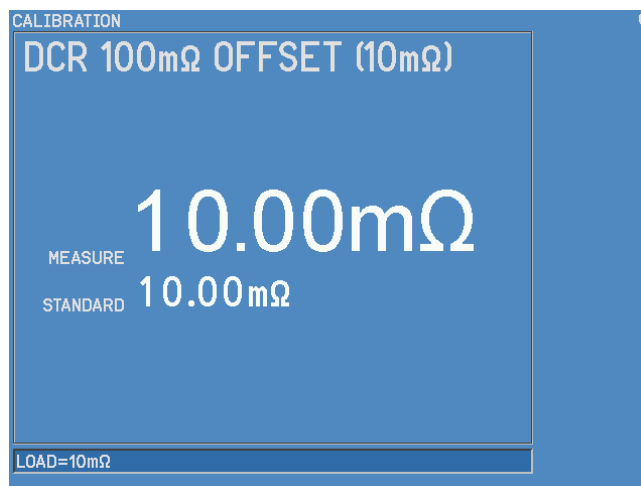 CALIBRATION
DCR 100mΩ OFFSET (10mΩ)
MEASURE 10.00mΩ
STANDARD 10.00mΩ
LOAD=10mΩ